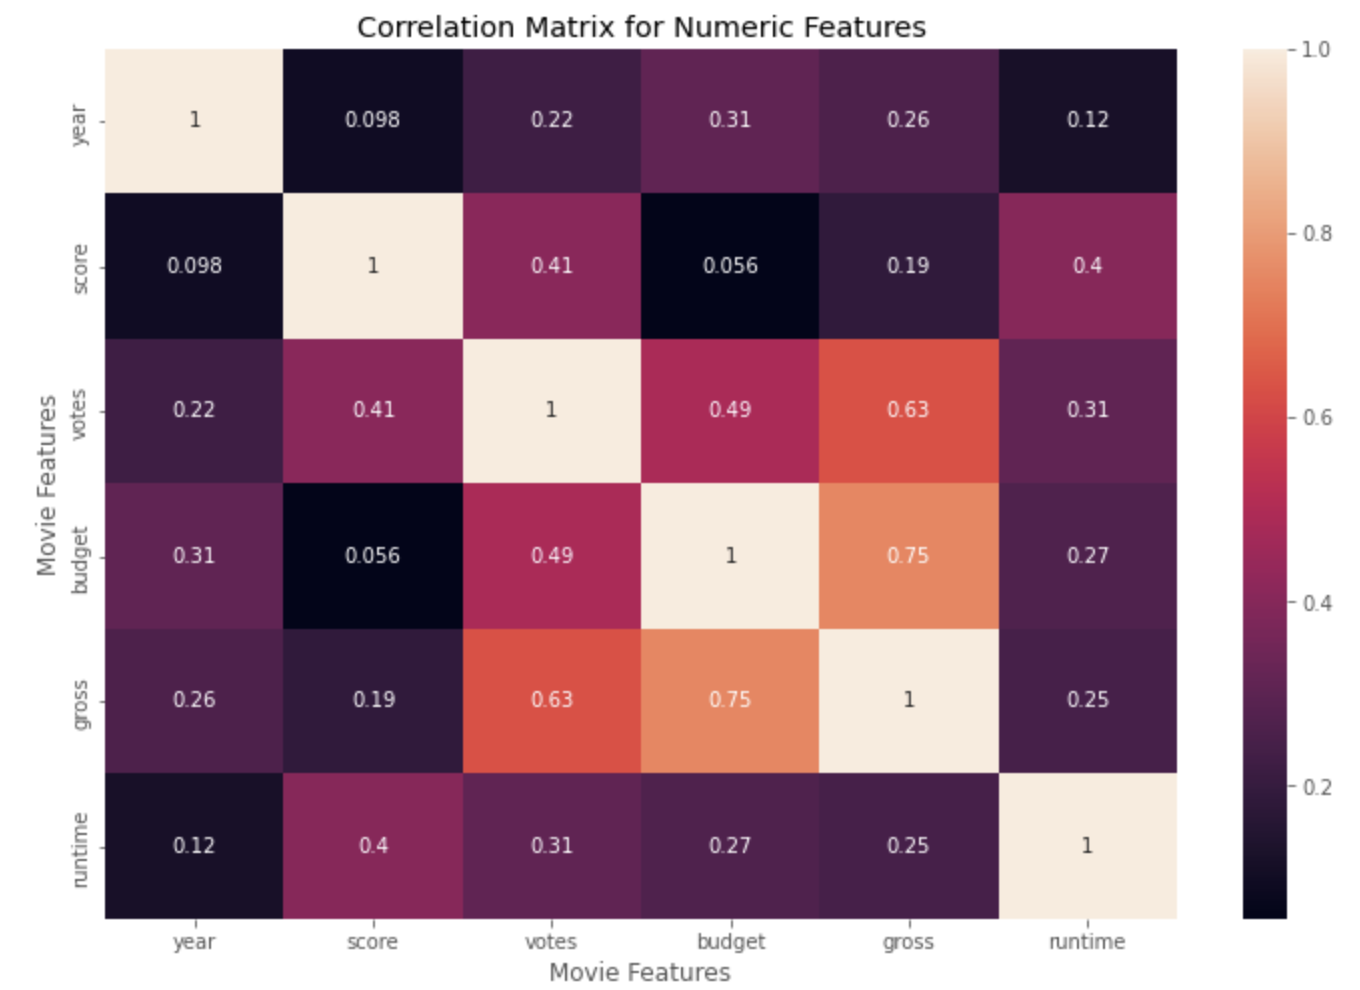 Correlation Matrix for Numeric Features
1.0
year 1 0.098 0.22 0.31 0.26 0.12
0.8
score 0.098 1 0.41 0.056 0.19 0.4
votes 0.22 0.41 1 0.49 0.63 0.31
0.6
Movie Features
budget 0.31 0.056 0.49 1 0.75 0.27
0.4
gross 0.26 0.19 0.63 0.75 1 0.25
0.2
runtime 0.12 0.4 0.31 0.27 0.25 1
year score votes budget gross runtime
Movie Features